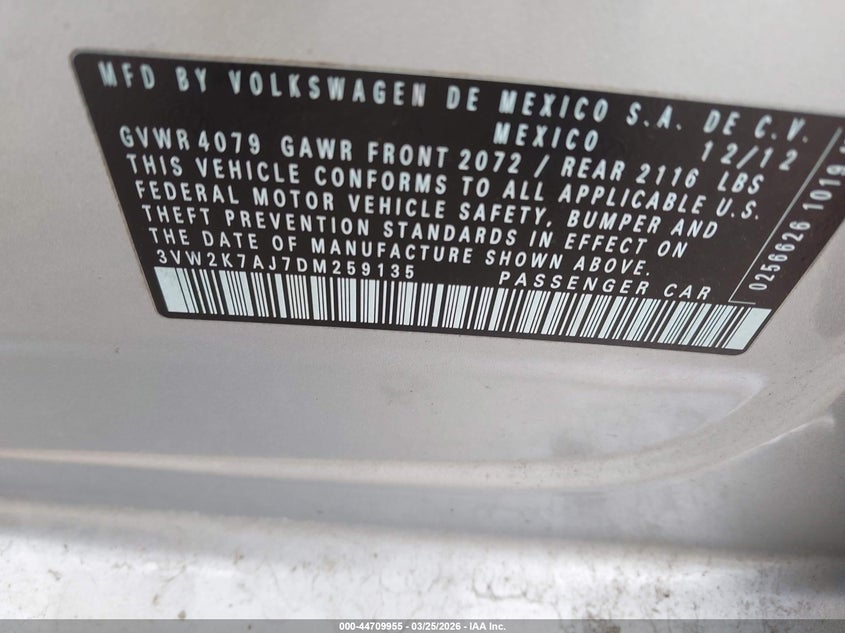 MFD BY VOLKSWAGEN DE MEXICO S.A. DE C.V.
MEXICO 12/12
GVWR 4079 GAWR FRONT 2072 / REAR 2116 LBS
THIS VEHICLE CONFORMS TO ALL APPLICABLE U.S.
FEDERAL MOTOR VEHICLE SAFETY, BUMPER AND
THEFT PREVENTION STANDARDS IN EFFECT ON
THE DATE OF MANUFACTURE SHOWN ABOVE.
3VW2K7AJ7DM259135 PASSENGER CAR
0256626 1019
000-44709955 - 03/25/2026 - IAA Inc.